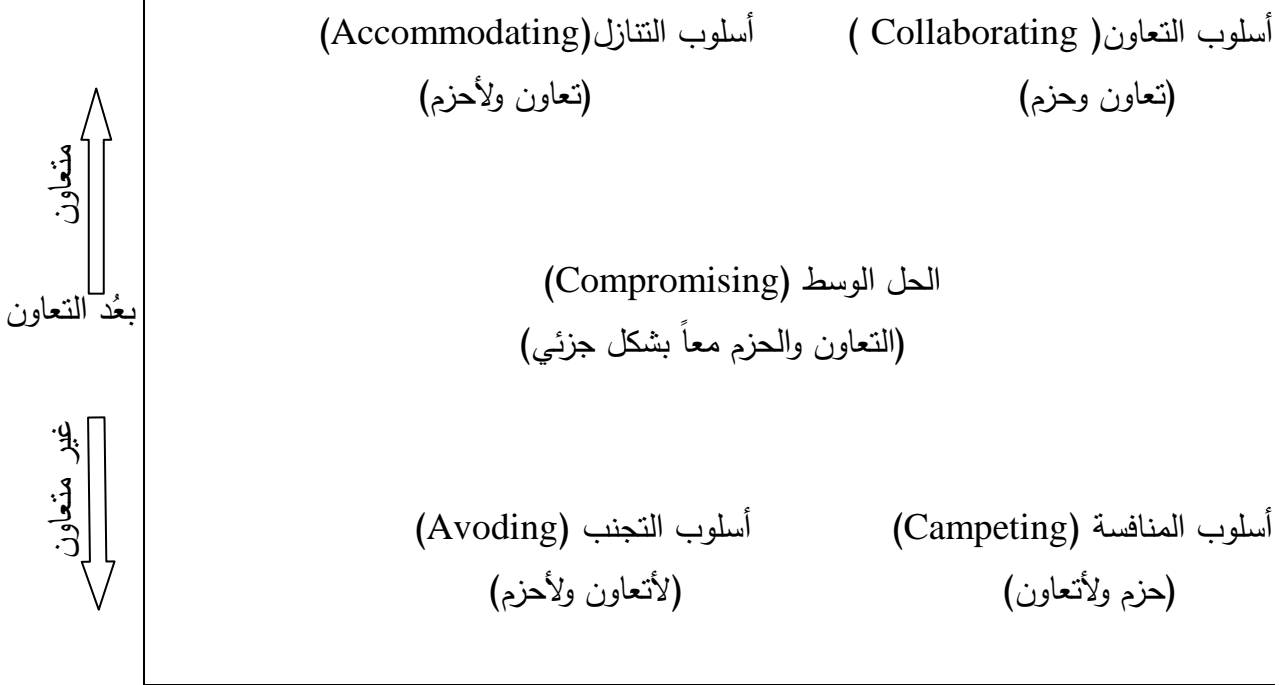 أسلوب التعاون( Collaborating )
أسلوب التنازل(Accommodating)
(تعاون وحزم)
(تعاون ولأحزم)
متعاون
الحل الوسط (Compromising)
بعُد التعاون
(التعاون والحزم معاً بشكل جزئي)
غير متعاون
أسلوب المنافسة (Campeting)
أسلوب التجنب (Avoding)
(حزم ولأتعاون)
(لأتعاون ولأحزم)